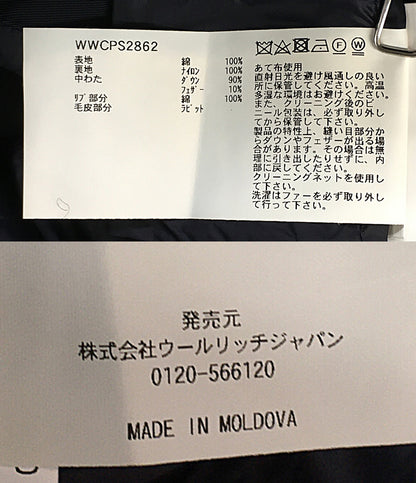 WWCPS2862
表地 綿 100%
裏地 ナイロン 100%
中わた ダウン 90%
フェザー 10%
リブ部分 綿 100%
毛皮部分 ラビット
あて布使用
直射日光を避け風通しの良い
所に保管してください。高温
多湿な環境はお避けください。
また、クリーニング後のビ
ニール包装は、必ず取り外し
てから保管して下さい。
製品の特性上、縫い目部分か
らダウンやフェザーが出る場
合があります。その場合は無
理に引き出したりせずに、内
部に戻してください。
クリーニングネットを使用し
て下さい。
洗濯はファーを必ず取り外し
て行って下さい。
発売元
株式会社ウールリッチジャパン
0120-566120
MADE IN MOLDOVA